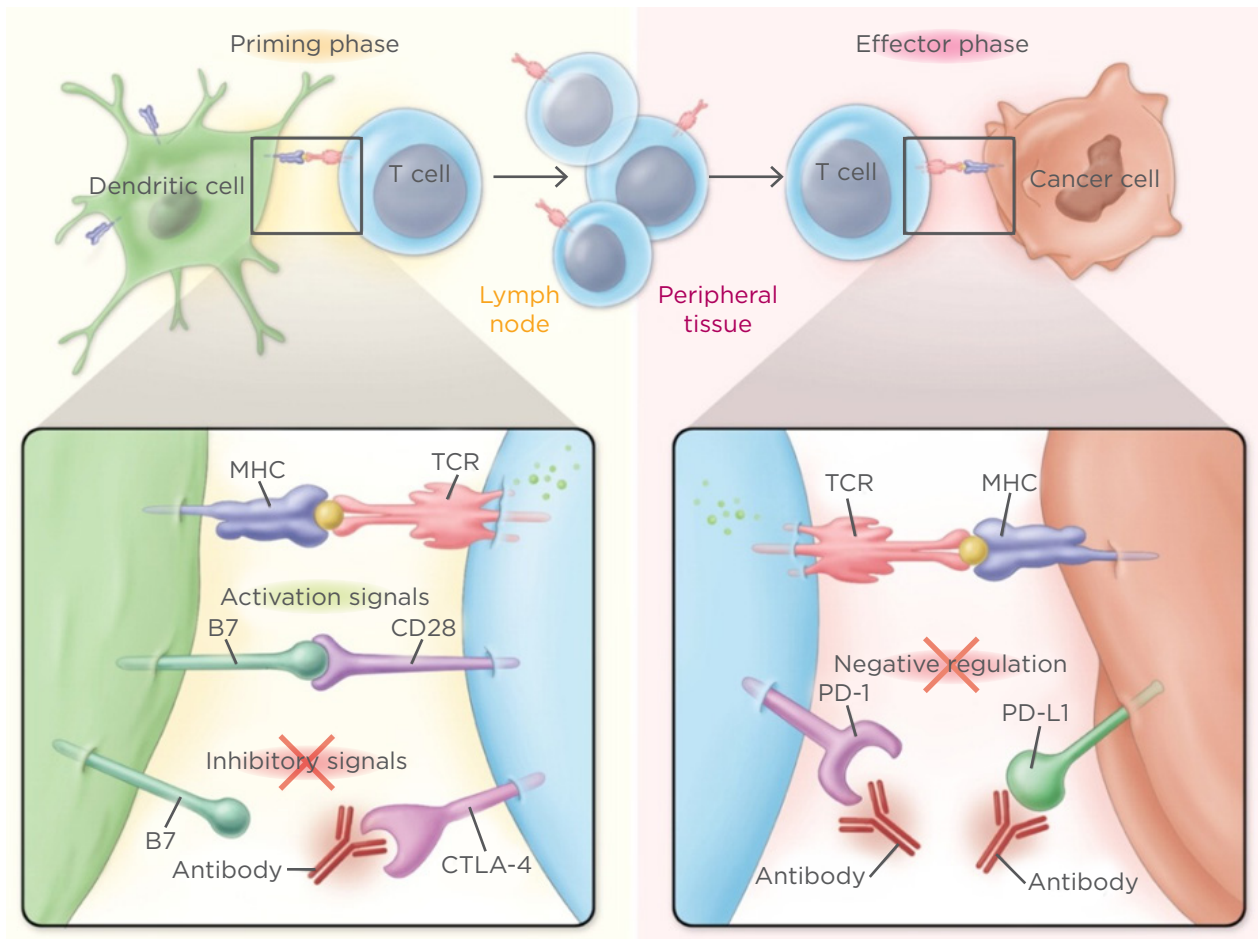 Priming phase
Effector phase
Dendritic cell
T cell
T cell
Cancer cell
Lymph
node
Peripheral
tissue
MHC
TCR
Activation signals
B7
CD28
Inhibitory signals
B7
Antibody
CTLA-4
TCR
MHC
Negative regulation
PD-1
PD-L1
Antibody
Antibody